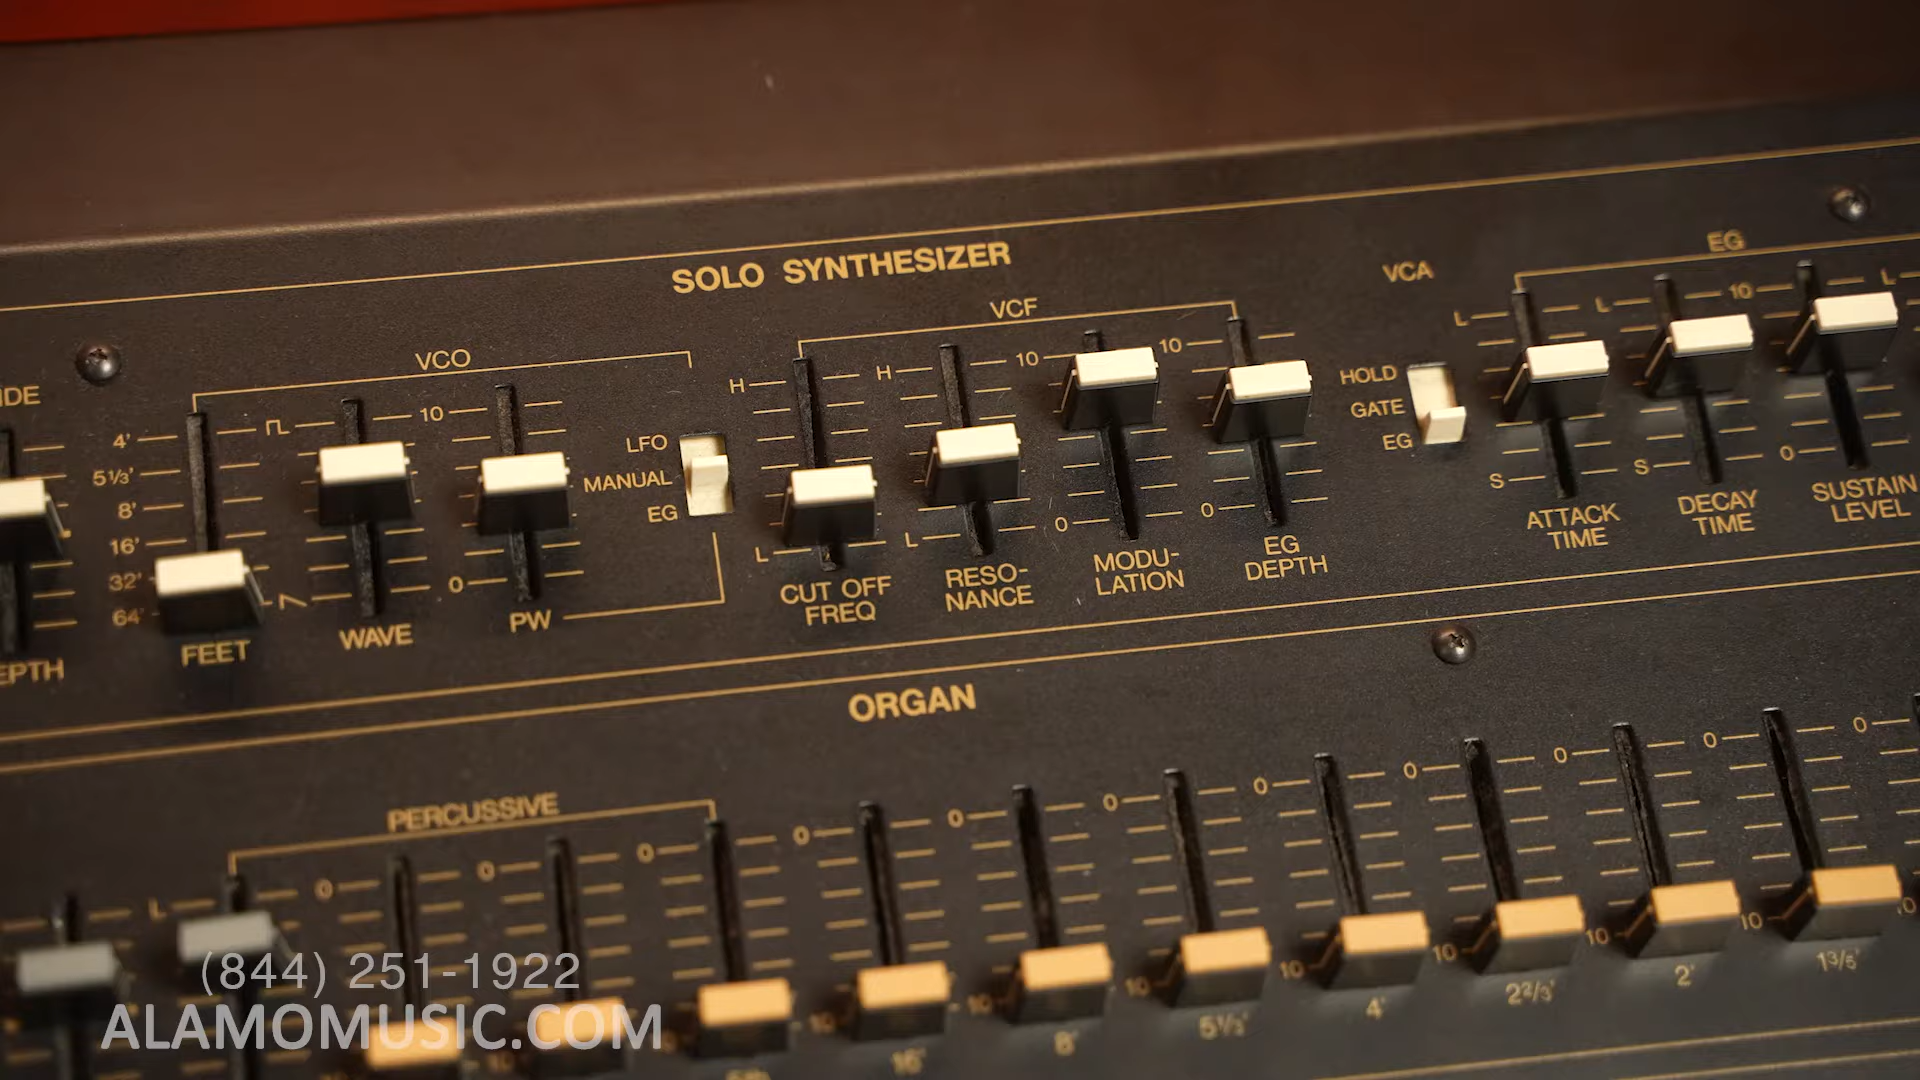 SOLO SYNTHESIZER
VCO
VCF
VCA
EG
IDE
4'
5⅓'
8'
16'
32'
64'
10
0
LFO
MANUAL
EG
H
L
H
L
10
0
10
0
HOLD
GATE
EG
L
S
L
S
10
0
L
EPTH
FEET
WAVE
PW
CUT OFF
FREQ
RESO-
NANCE
MODU-
LATION
EG
DEPTH
ATTACK
TIME
DECAY
TIME
SUSTAIN
LEVEL
ORGAN
PERCUSSIVE
L
0
0
0
0
0
0
0
0
0
0
0
10
10
10
10
10
10
10
10
16'
8'
5⅓'
4'
2⅔'
2'
1⅗'
(844) 251-1922
ALAMOMUSIC.COM